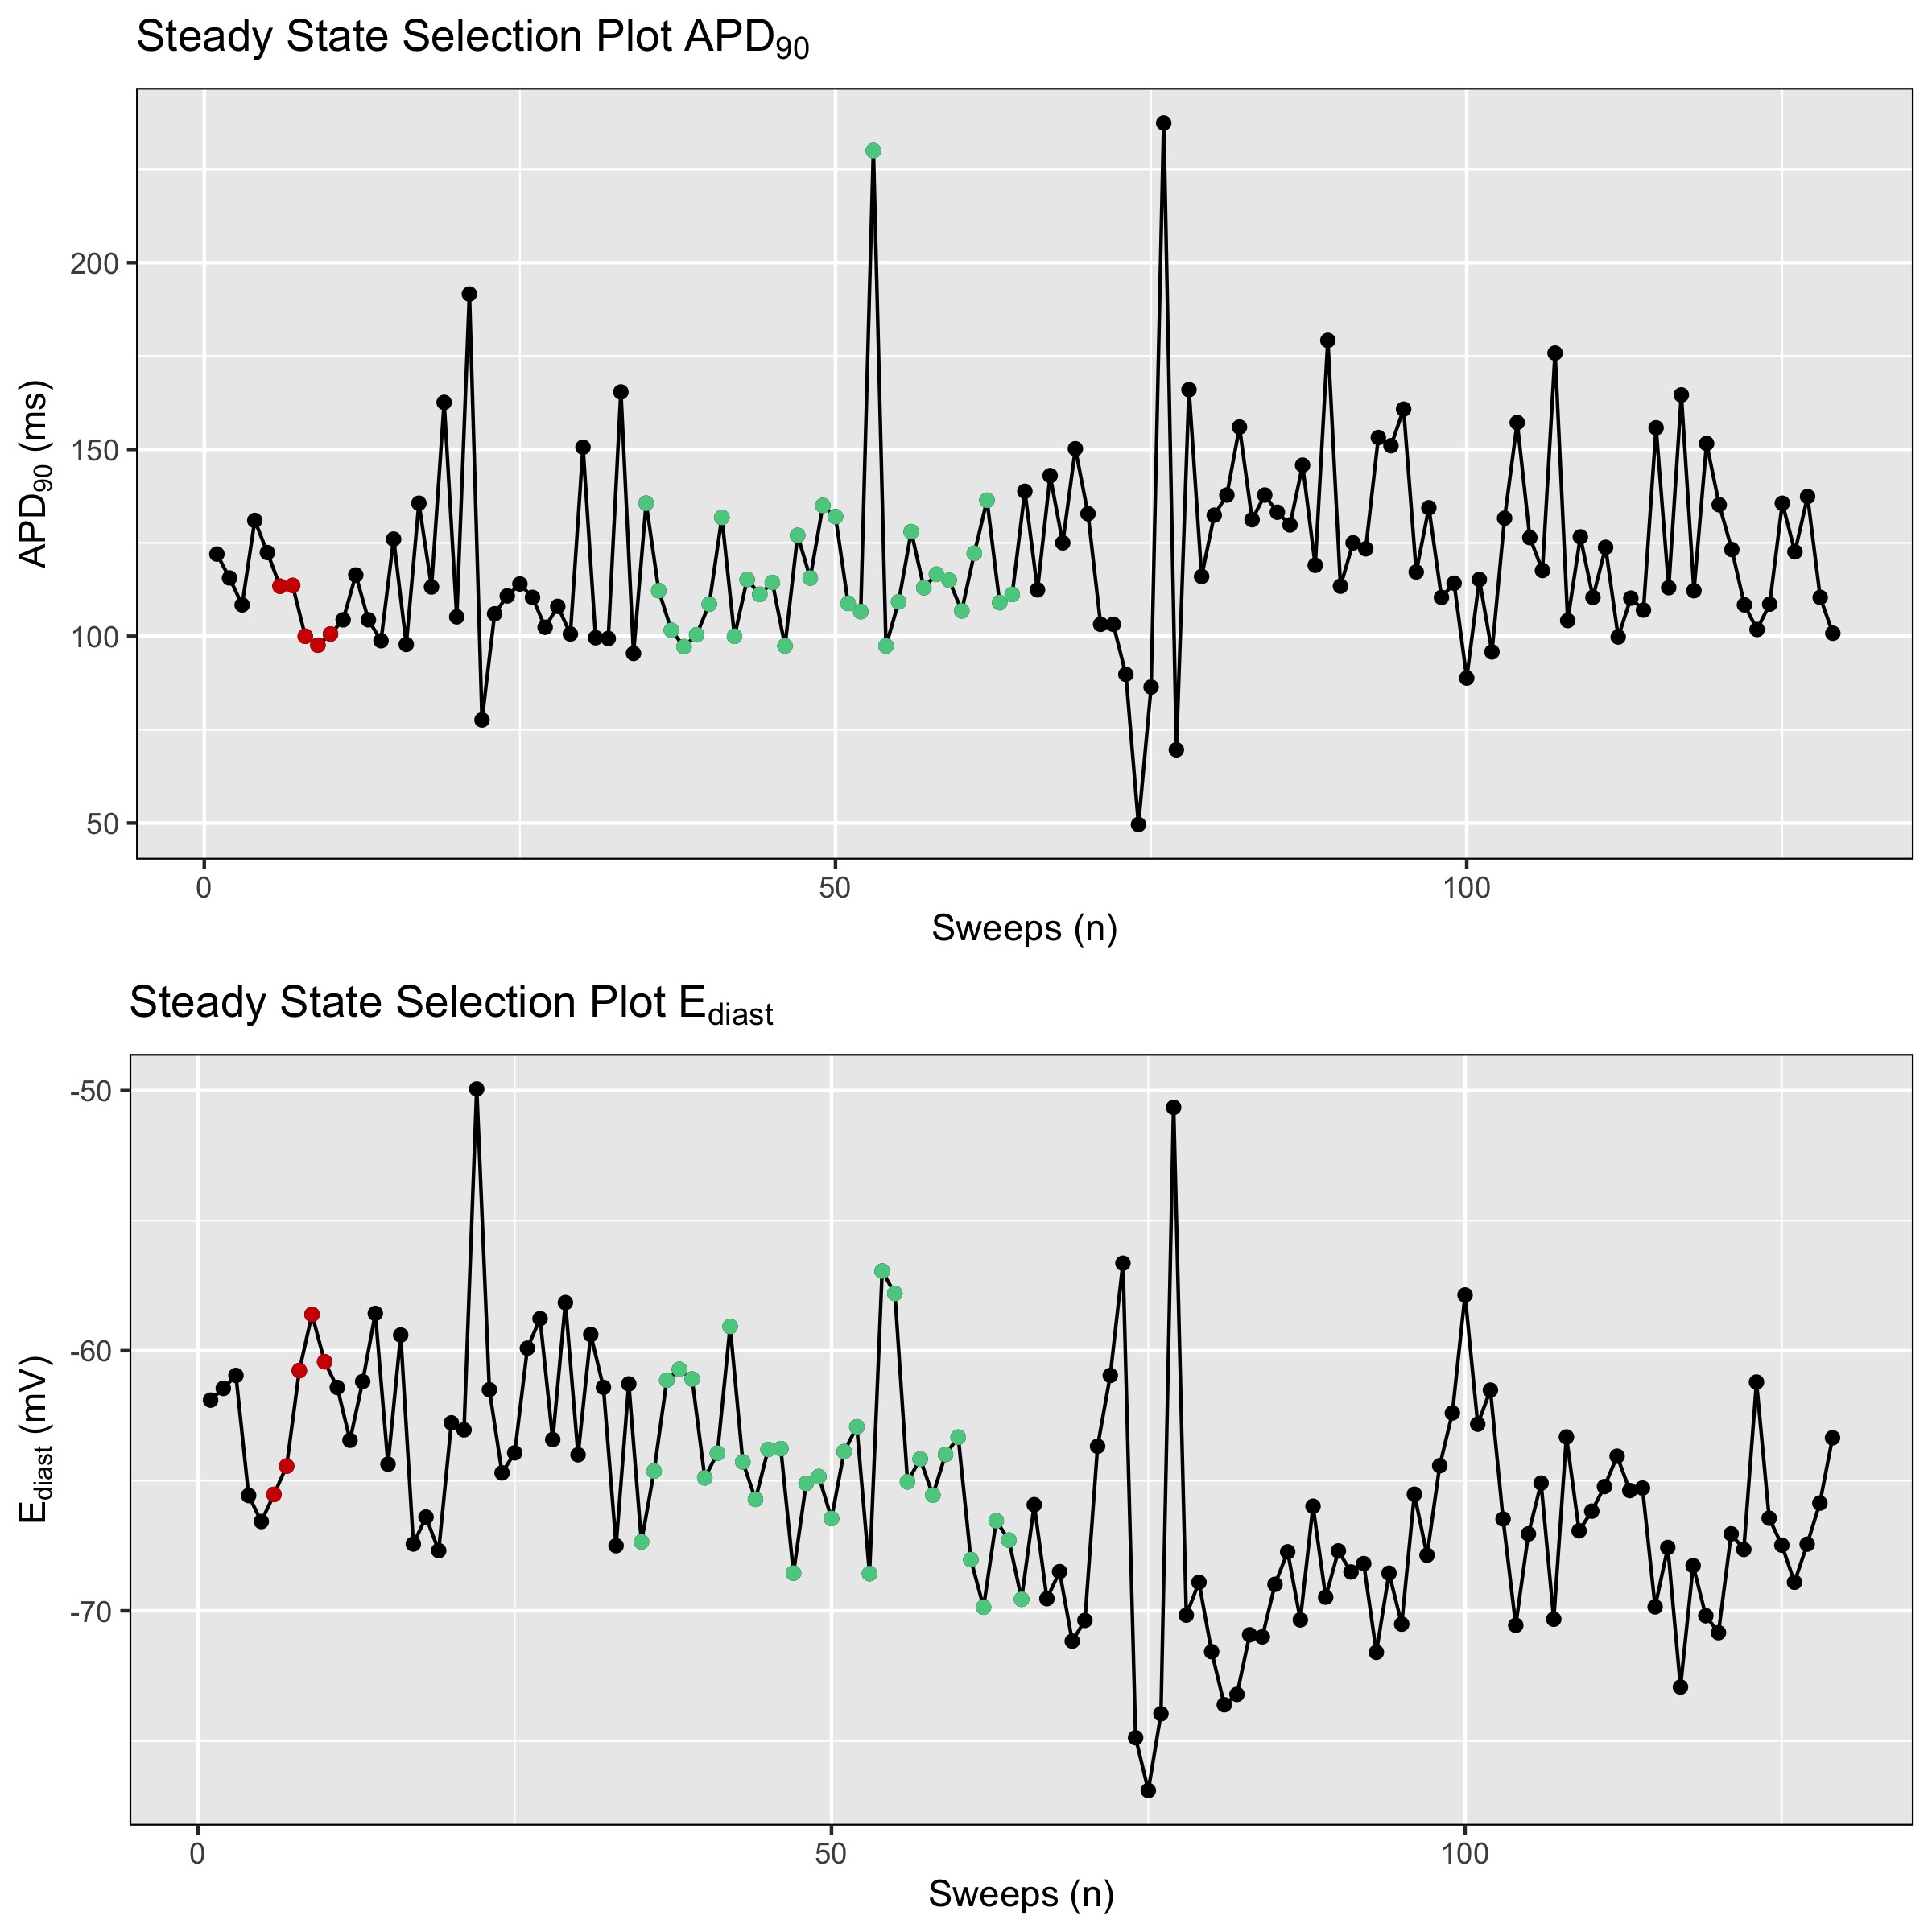 Steady State Selection Plot APD90
200
150
100
50
APD90 (ms)
0 50 100
Sweeps (n)
Steady State Selection Plot Ediast
-50
-60
-70
Ediast (mV)
0 50 100
Sweeps (n)